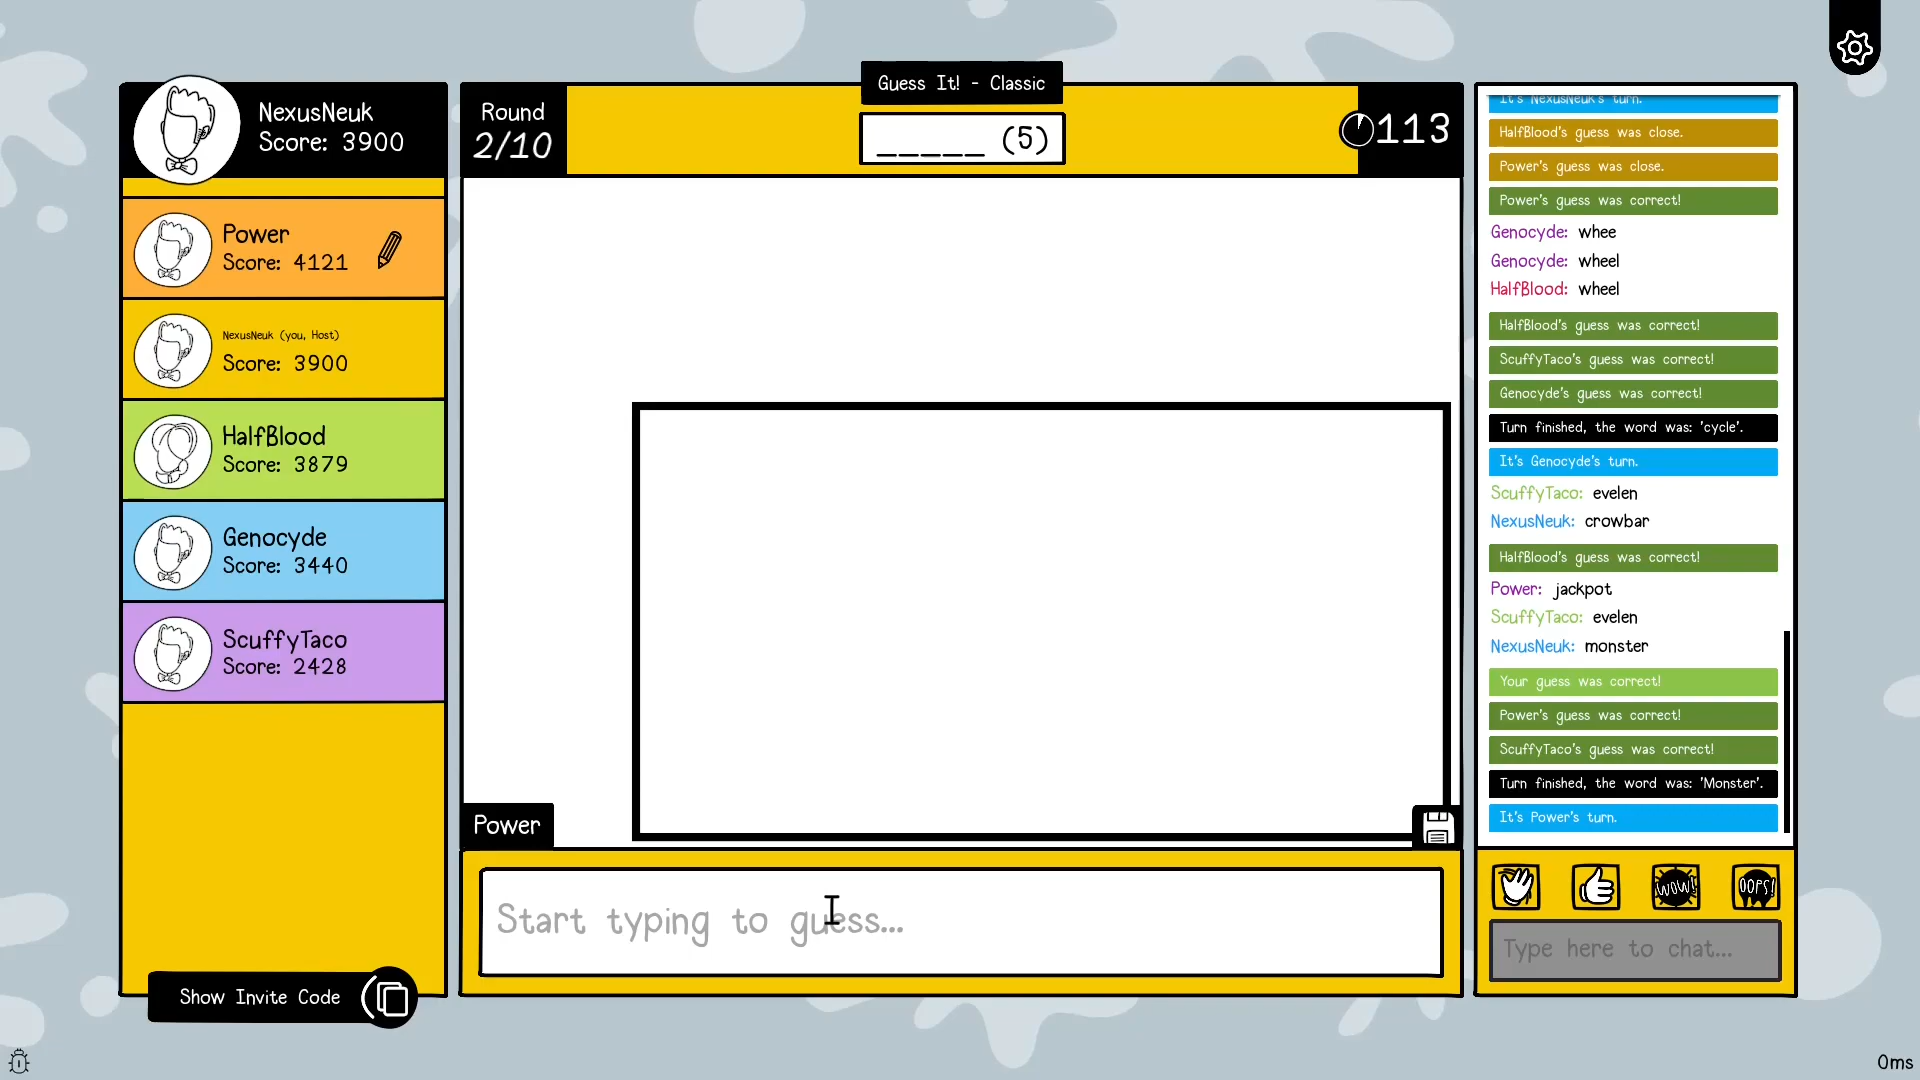 NexusNeuk
Score: 3900
Power
Score: 4121
NexusNeuk (you, Host)
Score: 3900
HalfBlood
Score: 3879
Genocyde
Score: 3440
ScuffyTaco
Score: 2428
Show Invite Code
Round
2/10
Guess It! - Classic
_____ (5)
113
Power
Start typing to guess...
It's NexusNeuk's turn.
HalfBlood's guess was close.
Power's guess was close.
Power's guess was correct!
Genocyde: whee
Genocyde: wheel
HalfBlood: wheel
HalfBlood's guess was correct!
ScuffyTaco's guess was correct!
Genocyde's guess was correct!
Turn finished, the word was: 'cycle'.
It's Genocyde's turn.
ScuffyTaco: evelen
NexusNeuk: crowbar
HalfBlood's guess was correct!
Power: jackpot
ScuffyTaco: evelen
NexusNeuk: monster
Your guess was correct!
Power's guess was correct!
ScuffyTaco's guess was correct!
Turn finished, the word was: 'Monster'.
It's Power's turn.
WOW!
OOPS!
Type here to chat...
0ms